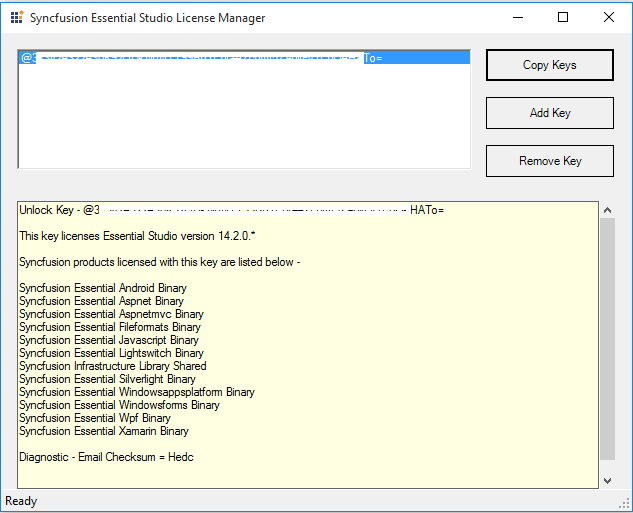 Syncfusion Essential Studio License Manager
@3 To=
Copy Keys
Add Key
Remove Key
Unlock Key - @3 HATo=
This key licenses Essential Studio version 14.2.0.*
Syncfusion products licensed with this key are listed below -
Syncfusion Essential Android Binary
Syncfusion Essential Aspnet Binary
Syncfusion Essential Aspnetmvc Binary
Syncfusion Essential Fileformats Binary
Syncfusion Essential Javascript Binary
Syncfusion Essential Lightswitch Binary
Syncfusion Infrastructure Library Shared
Syncfusion Essential Silverlight Binary
Syncfusion Essential Windowsappsplatform Binary
Syncfusion Essential Windowsforms Binary
Syncfusion Essential Wpf Binary
Syncfusion Essential Xamarin Binary
Diagnostic - Email Checksum = Hedc
Ready